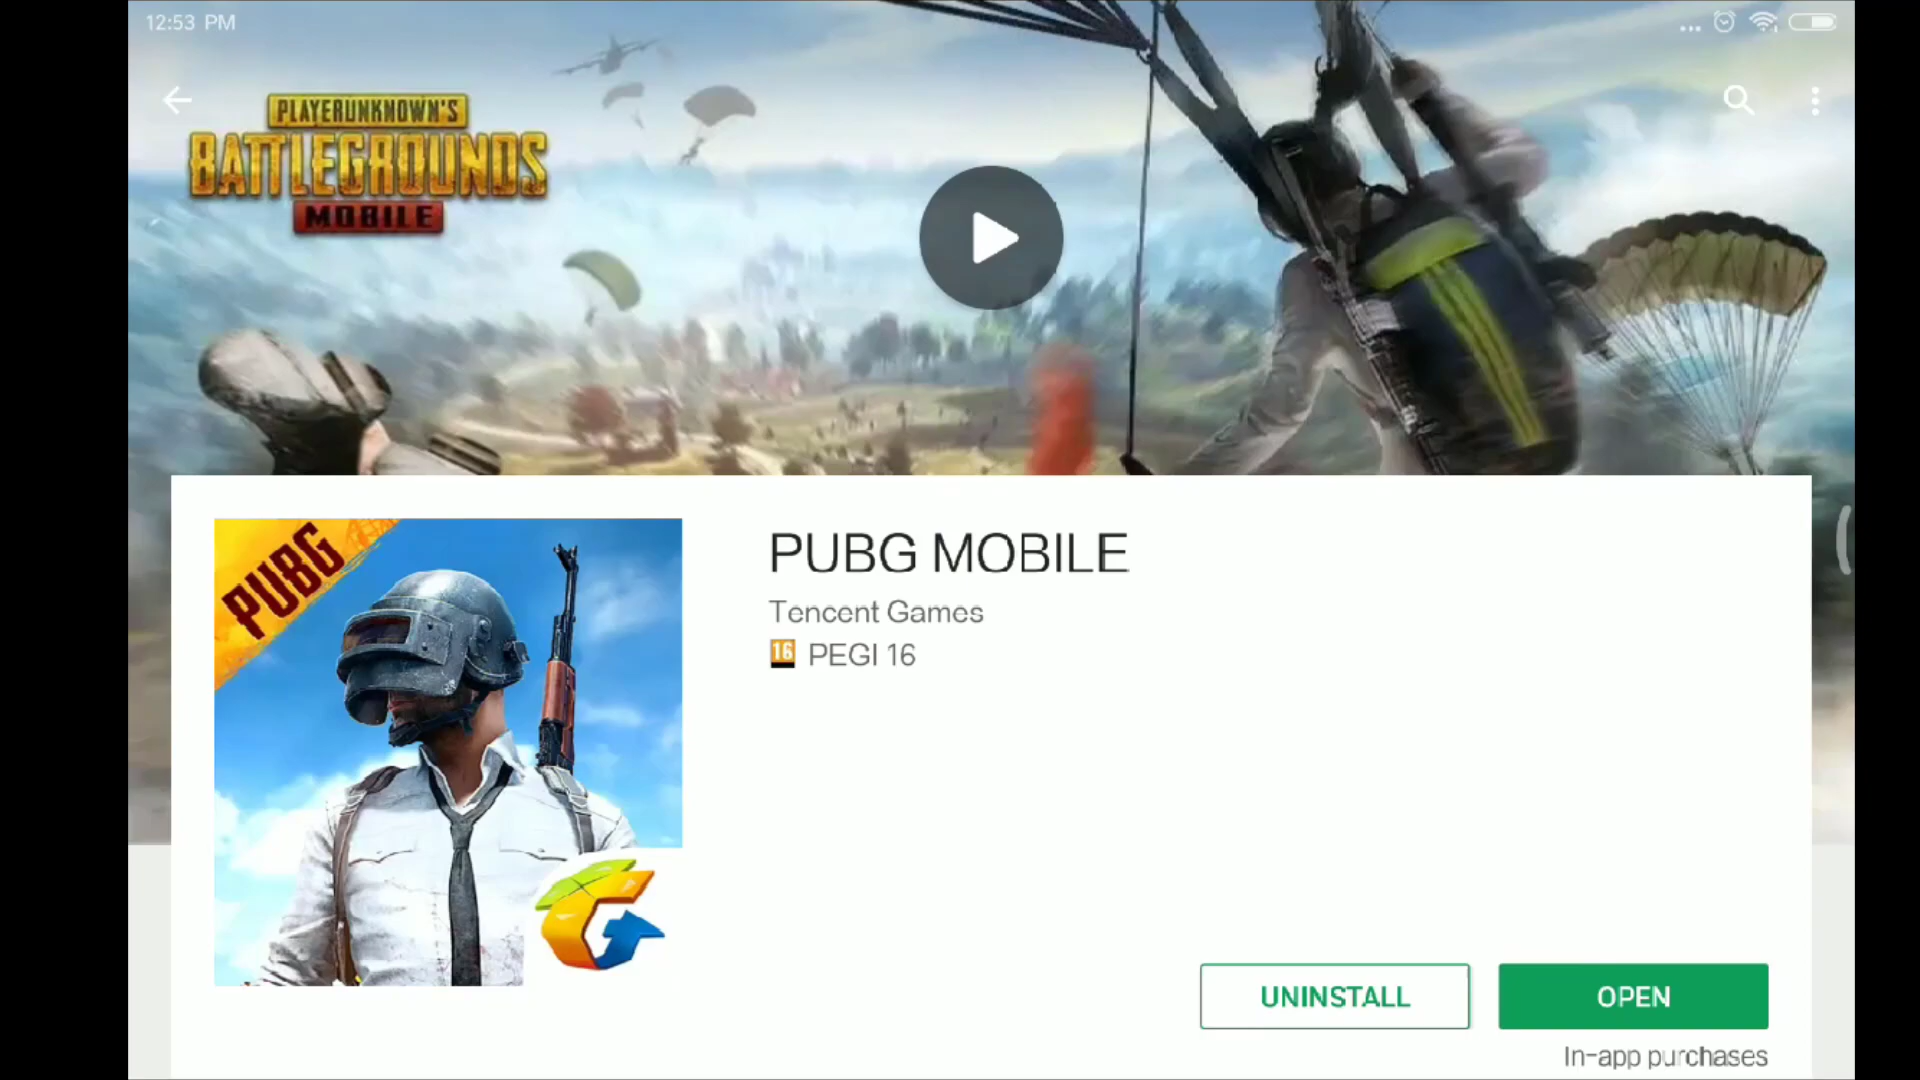 12:53 PM
PLAYERUNKNOWN'S
BATTLEGROUNDS
MOBILE
PUBG
PUBG MOBILE
Tencent Games
16 PEGI 16
UNINSTALL
OPEN
In-app purchases